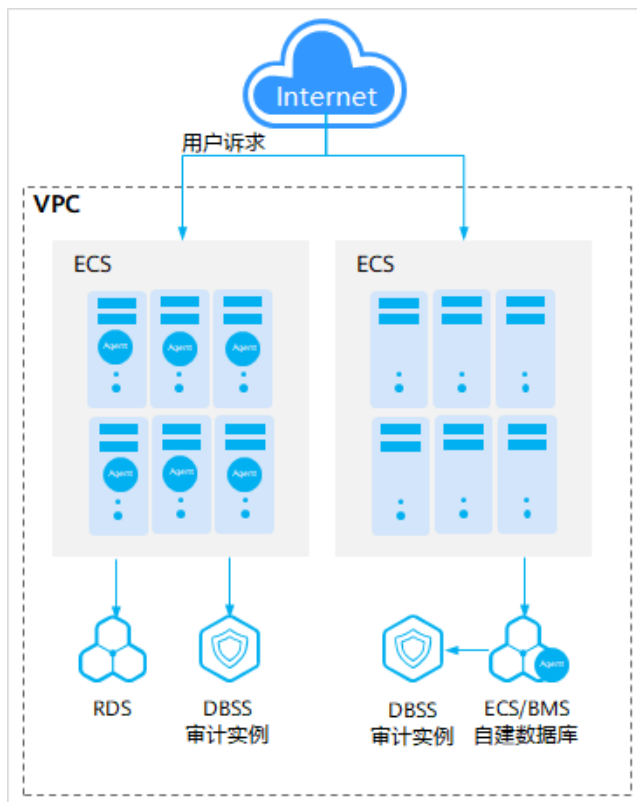 Internet
用户诉求
VPC
ECS
ECS
Agent
Agent
Agent
Agent
Agent
Agent
RDS
DBSS
审计实例
DBSS
审计实例
Agent
ECS/BMS
自建数据库